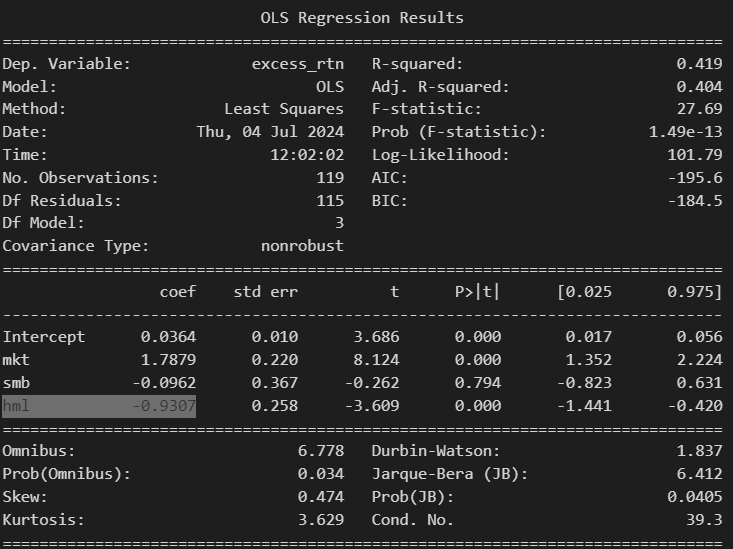 OLS Regression Results
==============================================================================
Dep. Variable: excess_rtn R-squared: 0.419
Model: OLS Adj. R-squared: 0.404
Method: Least Squares F-statistic: 27.69
Date: Thu, 04 Jul 2024 Prob (F-statistic): 1.49e-13
Time: 12:02:02 Log-Likelihood: 101.79
No. Observations: 119 AIC: -195.6
Df Residuals: 115 BIC: -184.5
Df Model: 3
Covariance Type: nonrobust
==============================================================================
coef std err t P>|t| [0.025 0.975]
------------------------------------------------------------------------------
Intercept 0.0364 0.010 3.686 0.000 0.017 0.056
mkt 1.7879 0.220 8.124 0.000 1.352 2.224
smb -0.0962 0.367 -0.262 0.794 -0.823 0.631
hml -0.9307 0.258 -3.609 0.000 -1.441 -0.420
==============================================================================
Omnibus: 6.778 Durbin-Watson: 1.837
Prob(Omnibus): 0.034 Jarque-Bera (JB): 6.412
Skew: 0.474 Prob(JB): 0.0405
Kurtosis: 3.629 Cond. No. 39.3
==============================================================================